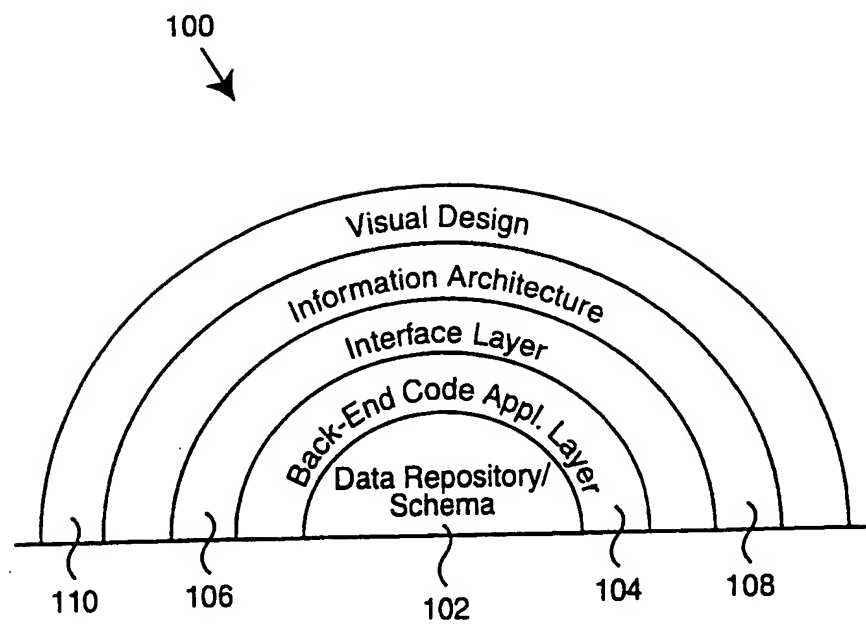 100
Visual Design
Information Architecture
Interface Layer
Back-End Code Appl. Layer
Data Repository/
Schema
110
106
102
104
108